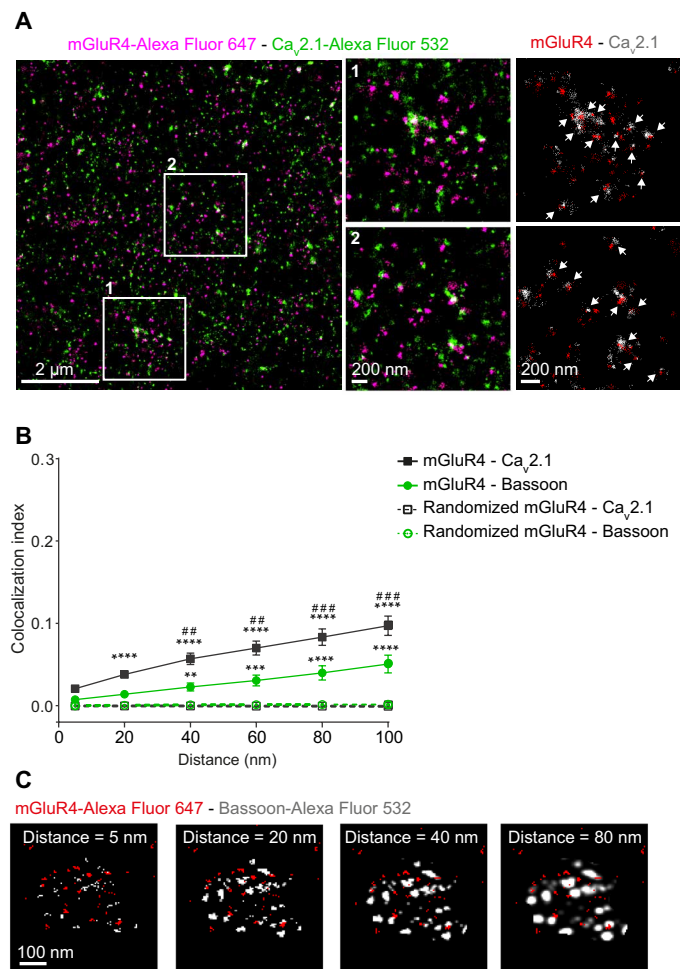 A
mGluR4-Alexa Fluor 647 - Cav2.1-Alexa Fluor 532
mGluR4 - Cav2.1
1
2
1
2
2 µm
200 nm
200 nm
B
Colocalization index
0.3
0.2
0.1
0.0
0
20
40
60
80
100
Distance (nm)
****
##
****
##
****
###
****
###
****
**
***
****
****
mGluR4 - Cav2.1
mGluR4 - Bassoon
Randomized mGluR4 - Cav2.1
Randomized mGluR4 - Bassoon
C
mGluR4-Alexa Fluor 647 - Bassoon-Alexa Fluor 532
Distance = 5 nm
Distance = 20 nm
Distance = 40 nm
Distance = 80 nm
100 nm